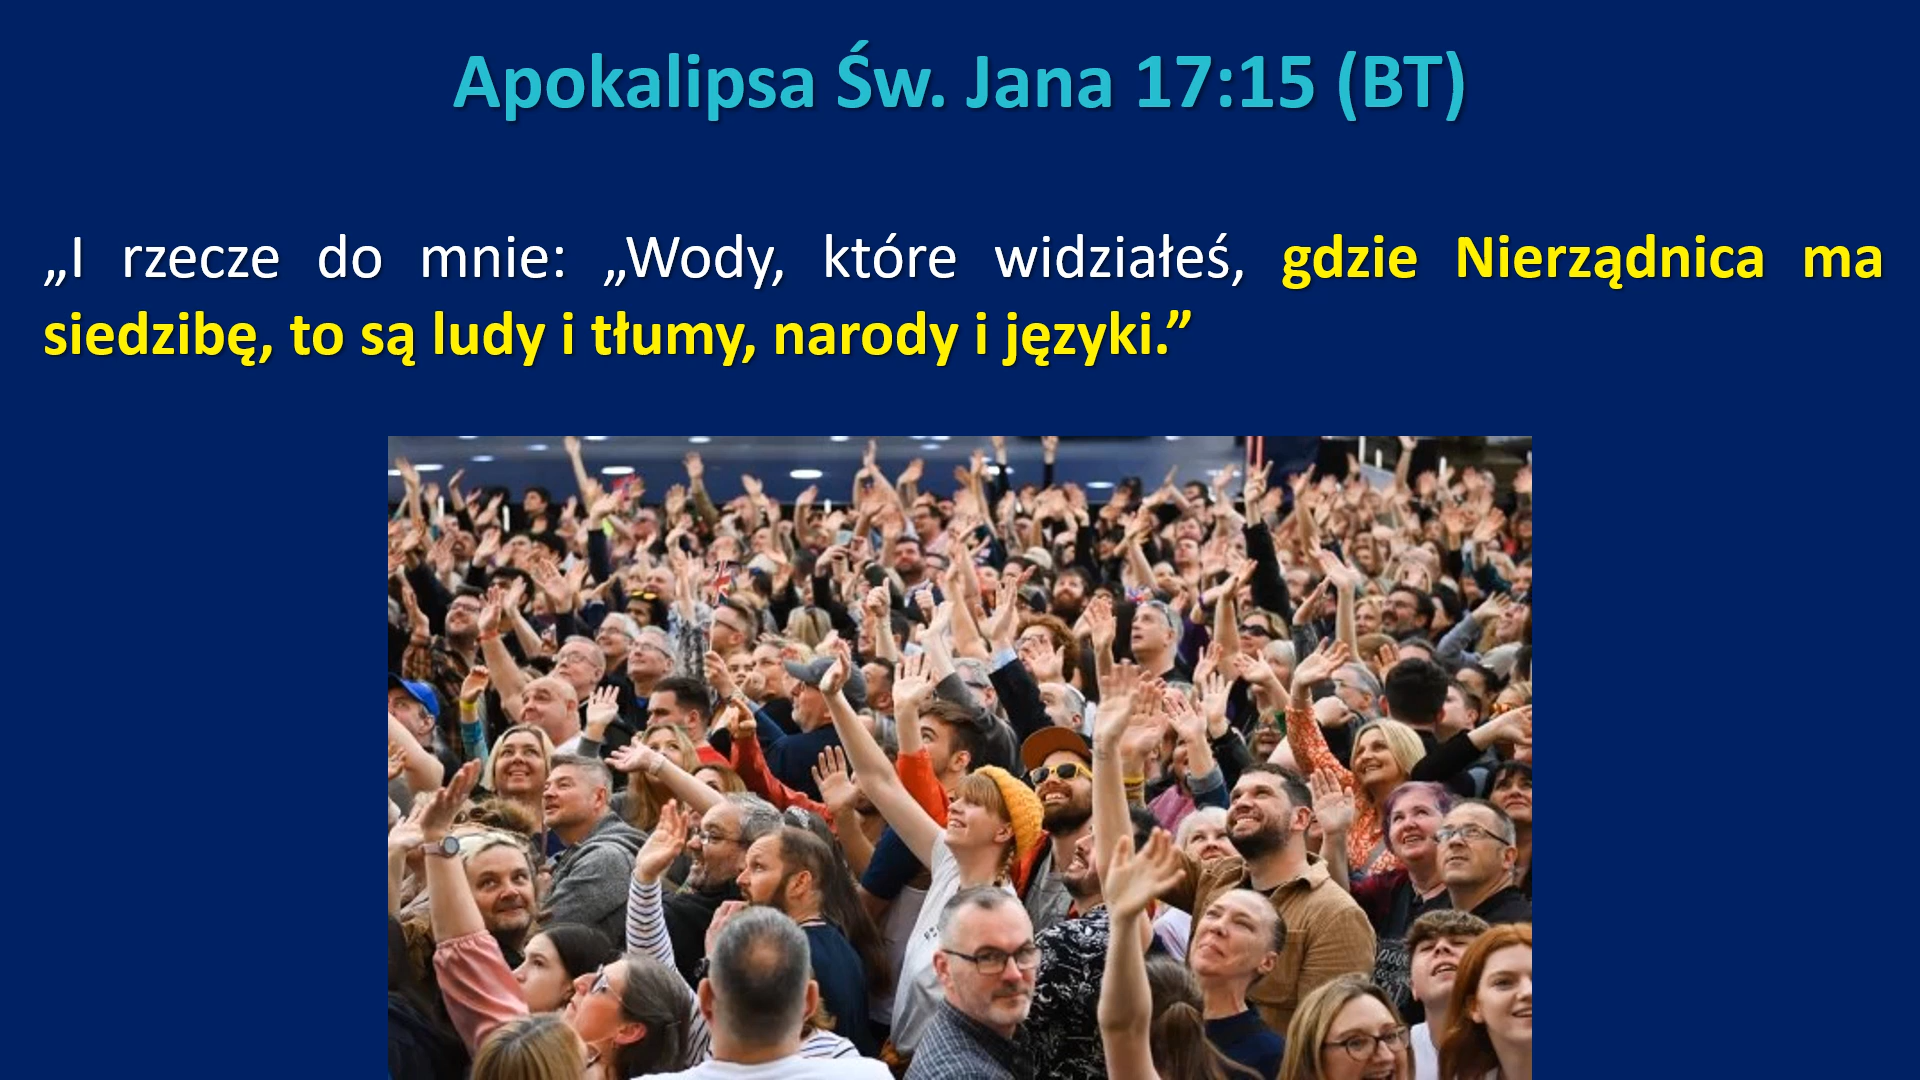 Apokalipsa Św. Jana 17:15 (BT)
„I rzecze do mnie: „Wody, które widziałeś, gdzie Nierządnica ma
siedzibę, to są ludy i tłumy, narody i języki.”